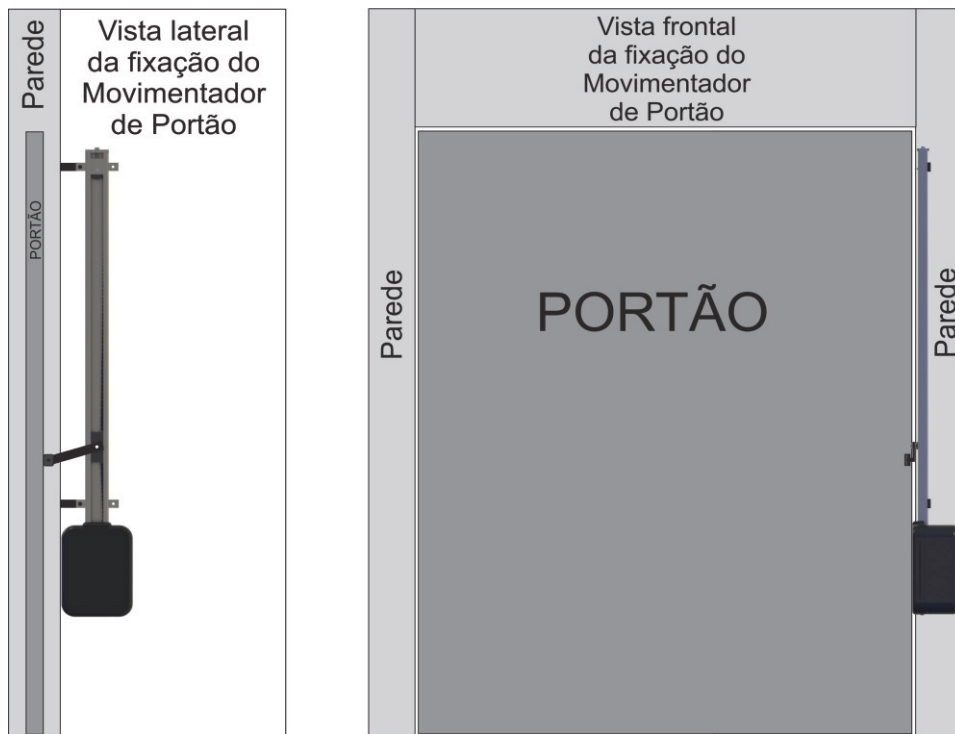 Parede
Vista lateral
da fixação do
Movimentador
de Portão
PORTÃO
Vista frontal
da fixação do
Movimentador
de Portão
Parede
PORTÃO
Parede